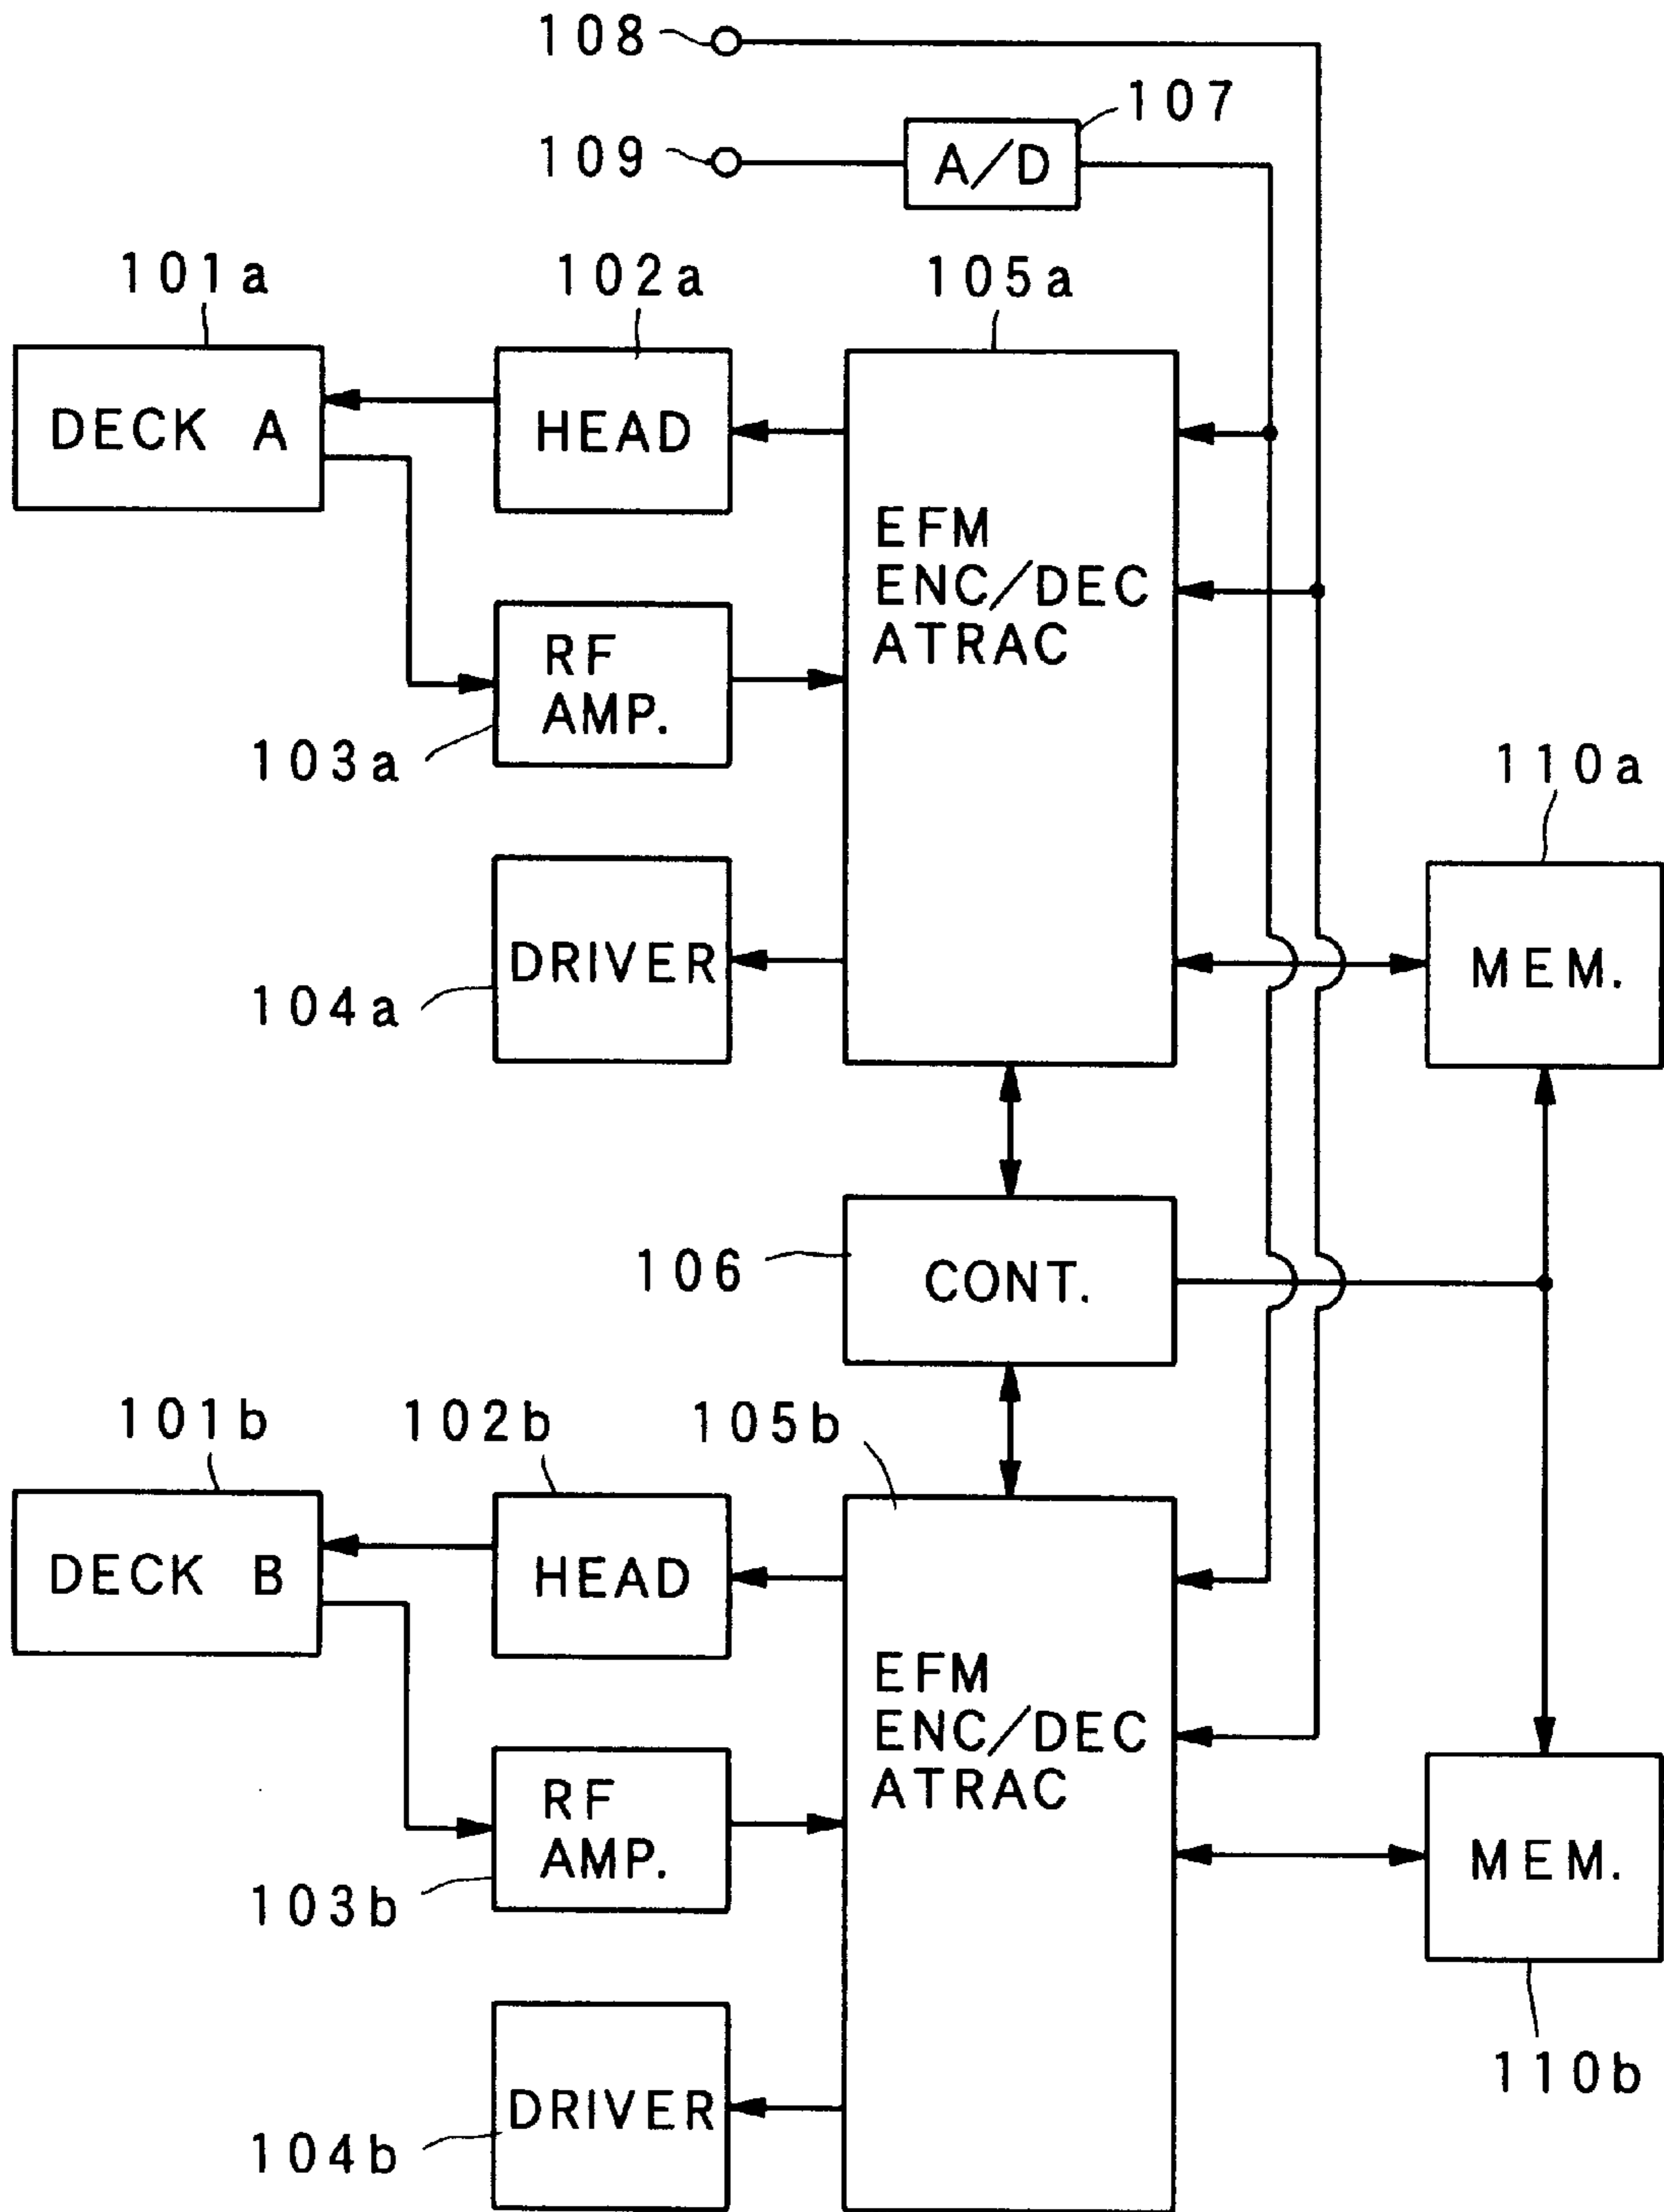 108
107
109
A/D
101a
102a
105a
DECK A
HEAD
EFM
ENC/DEC
ATRAC
RF
AMP.
103a
110a
DRIVER
MEM.
104a
106
CONT.
101b
102b
105b
DECK B
HEAD
EFM
ENC/DEC
ATRAC
RF
AMP.
MEM.
103b
110b
DRIVER
104b